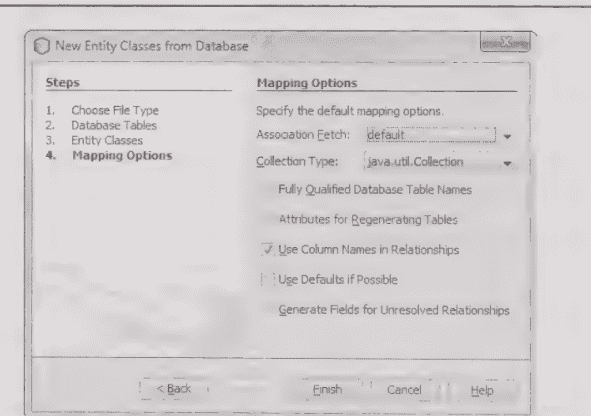 New Entity Classes from Database
Steps
1. Choose File Type
2. Database Tables
3. Entity Classes
4. Mapping Options
Mapping Options
Specify the default mapping options.
Association Fetch: default
Collection Type: java.util.Collection
Fully Qualified Database Table Names
Attributes for Regenerating Tables
Use Column Names in Relationships
Use Defaults if Possible
Generate Fields for Unresolved Relationships
< Back Finish Cancel Help